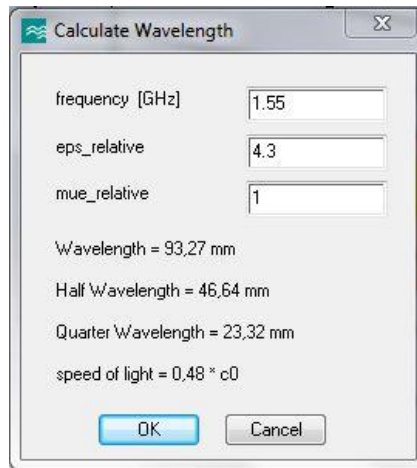 Calculate Wavelength
frequency [GHz] 1.55
eps_relative 4.3
mue_relative 1
Wavelength = 93,27 mm
Half Wavelength = 46,64 mm
Quarter Wavelength = 23,32 mm
speed of light = 0,48 * c0
OK Cancel